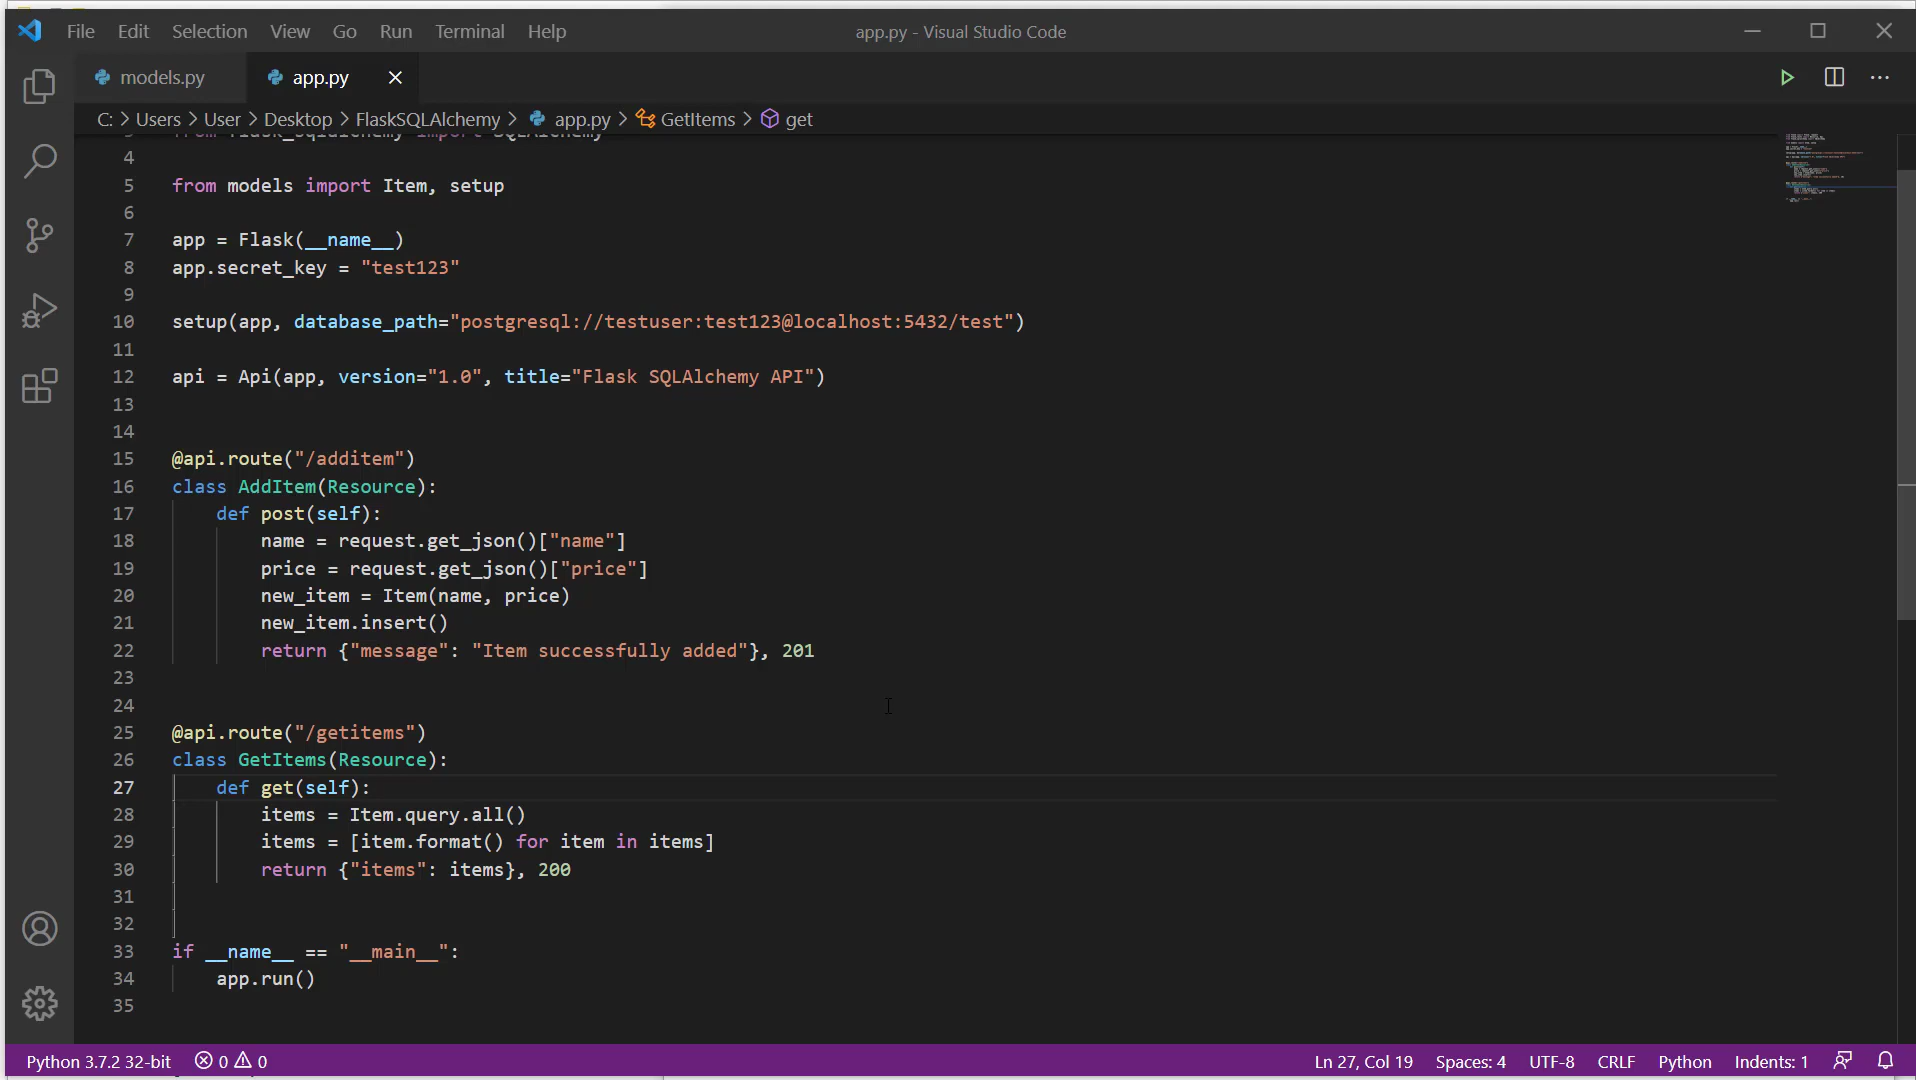 File Edit Selection View Go Run Terminal Help
app.py - Visual Studio Code
models.py
app.py
C: > Users > User > Desktop > FlaskSQLAlchemy > app.py > GetItems > get
3 from flask_sqlalchemy import SQLAlchemy
4
5 from models import Item, setup
6
7 app = Flask(__name__)
8 app.secret_key = "test123"
9
10 setup(app, database_path="postgresql://testuser:test123@localhost:5432/test")
11
12 api = Api(app, version="1.0", title="Flask SQLAlchemy API")
13
14
15 @api.route("/additem")
16 class AddItem(Resource):
17     def post(self):
18         name = request.get_json()["name"]
19         price = request.get_json()["price"]
20         new_item = Item(name, price)
21         new_item.insert()
22         return {"message": "Item successfully added"}, 201
23
24
25 @api.route("/getitems")
26 class GetItems(Resource):
27     def get(self):
28         items = Item.query.all()
29         items = [item.format() for item in items]
30         return {"items": items}, 200
31
32
33 if __name__ == "__main__":
34     app.run()
35
Python 3.7.2 32-bit 0 0 Ln 27, Col 19 Spaces: 4 UTF-8 CRLF Python Indents: 1